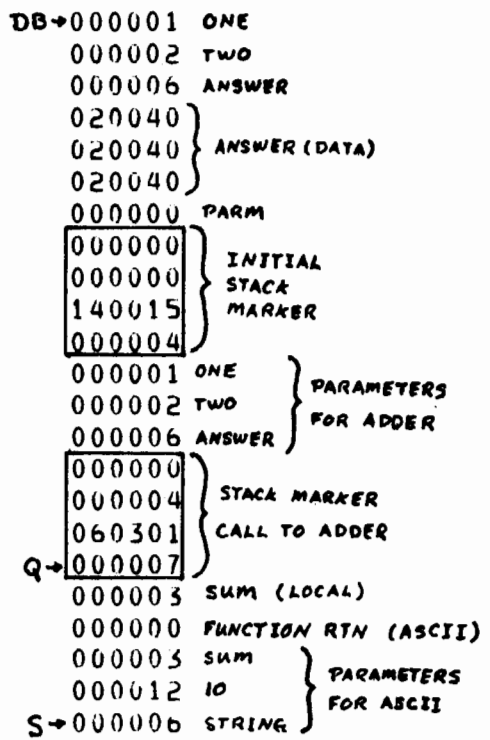 DB→000001 ONE
000002 TWO
000006 ANSWER
020040
020040 ANSWER (DATA)
020040
000000 PARM
000000
000000 INITIAL
140015 STACK
000004 MARKER
000001 ONE
000002 TWO PARAMETERS
000006 ANSWER FOR ADDER
000000
000004 STACK MARKER
060301 CALL TO ADDER
Q→000007
000003 SUM (LOCAL)
000000 FUNCTION RTN (ASCII)
000003 SUM
000012 10 PARAMETERS
S→000006 STRING FOR ASCII